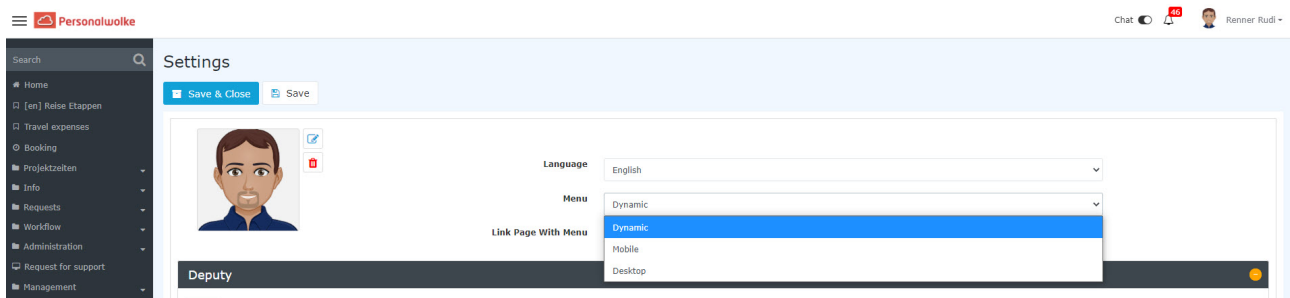 Personalwolke
Chat
46
Renner Rudi
Search
Settings
Home
Save & Close
Save
[en] Reise Etappen
Travel expenses
Booking
Projektzeiten
Info
Requests
Workflow
Administration
Request for support
Management
Language
English
Menu
Dynamic
Link Page With Menu
Dynamic
Mobile
Desktop
Deputy